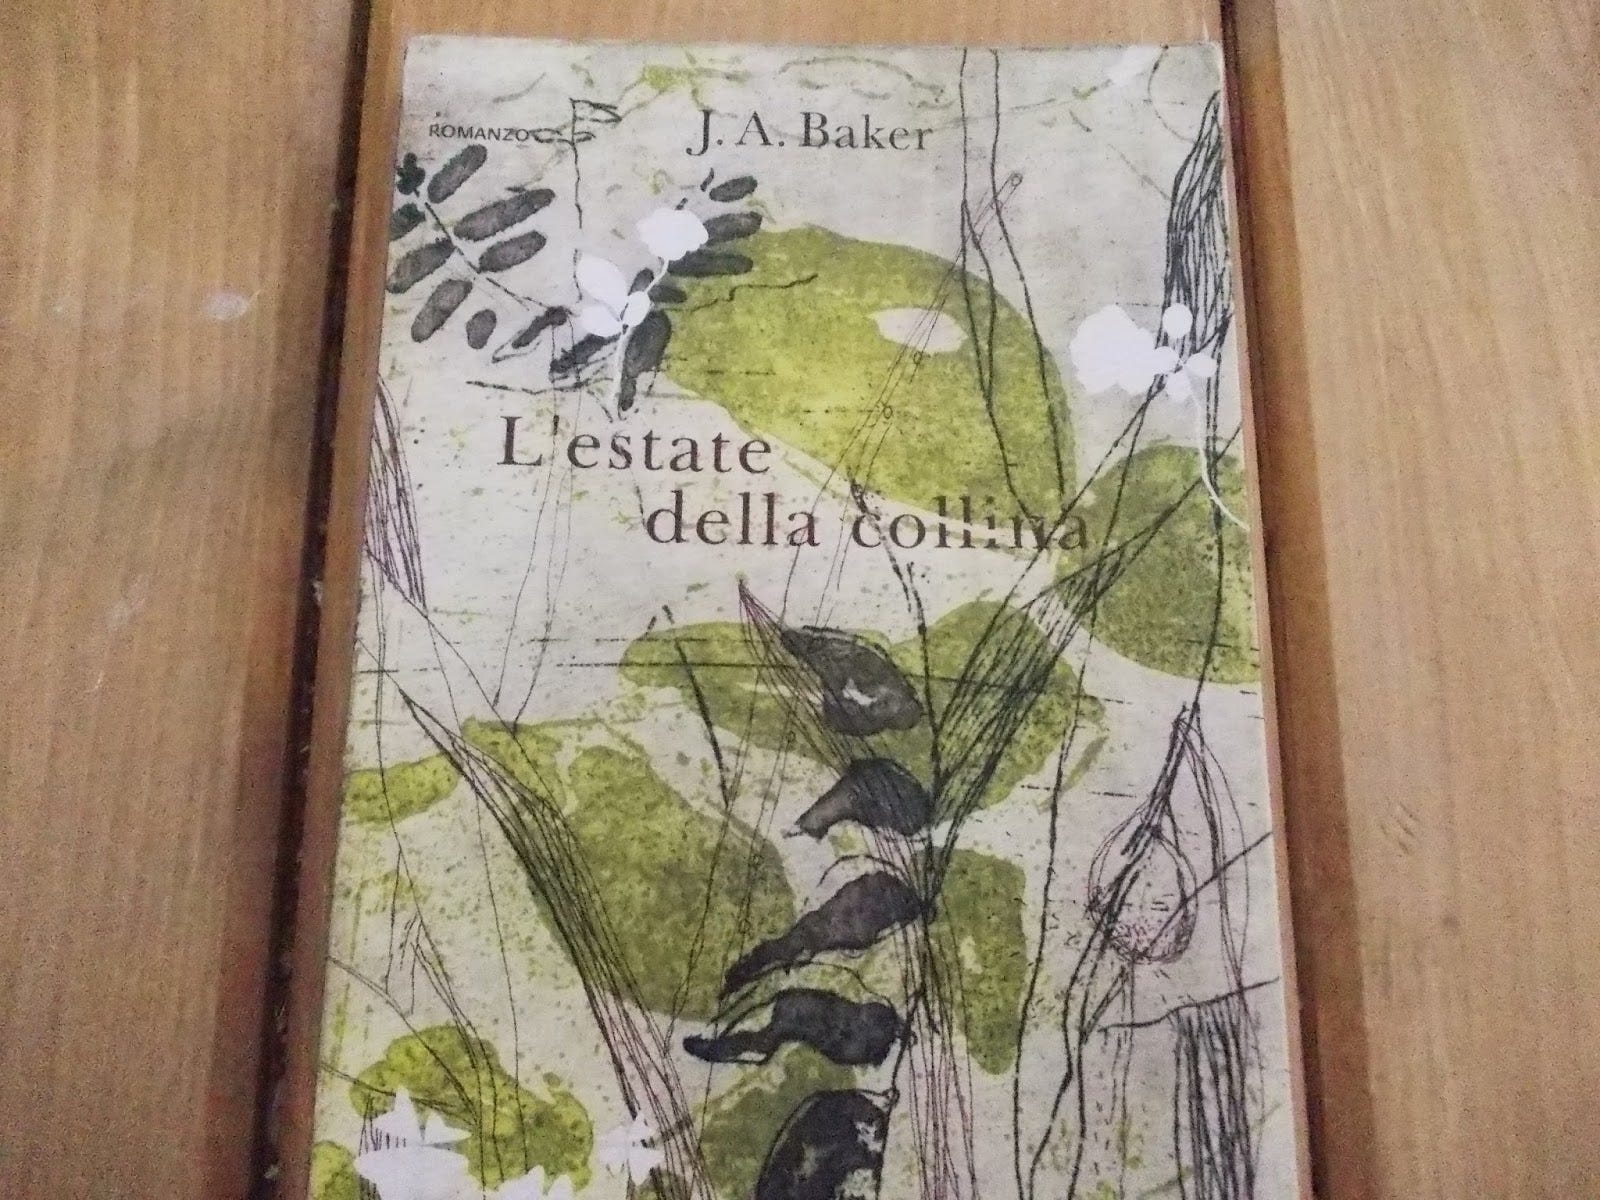 ROMANZO
J. A. Baker
L'estate
della collina